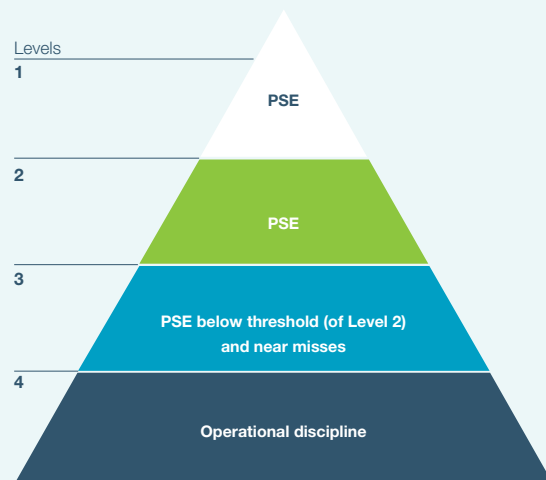 Levels
1
PSE
2
PSE
3
PSE below threshold (of Level 2)
and near misses
4
Operational discipline